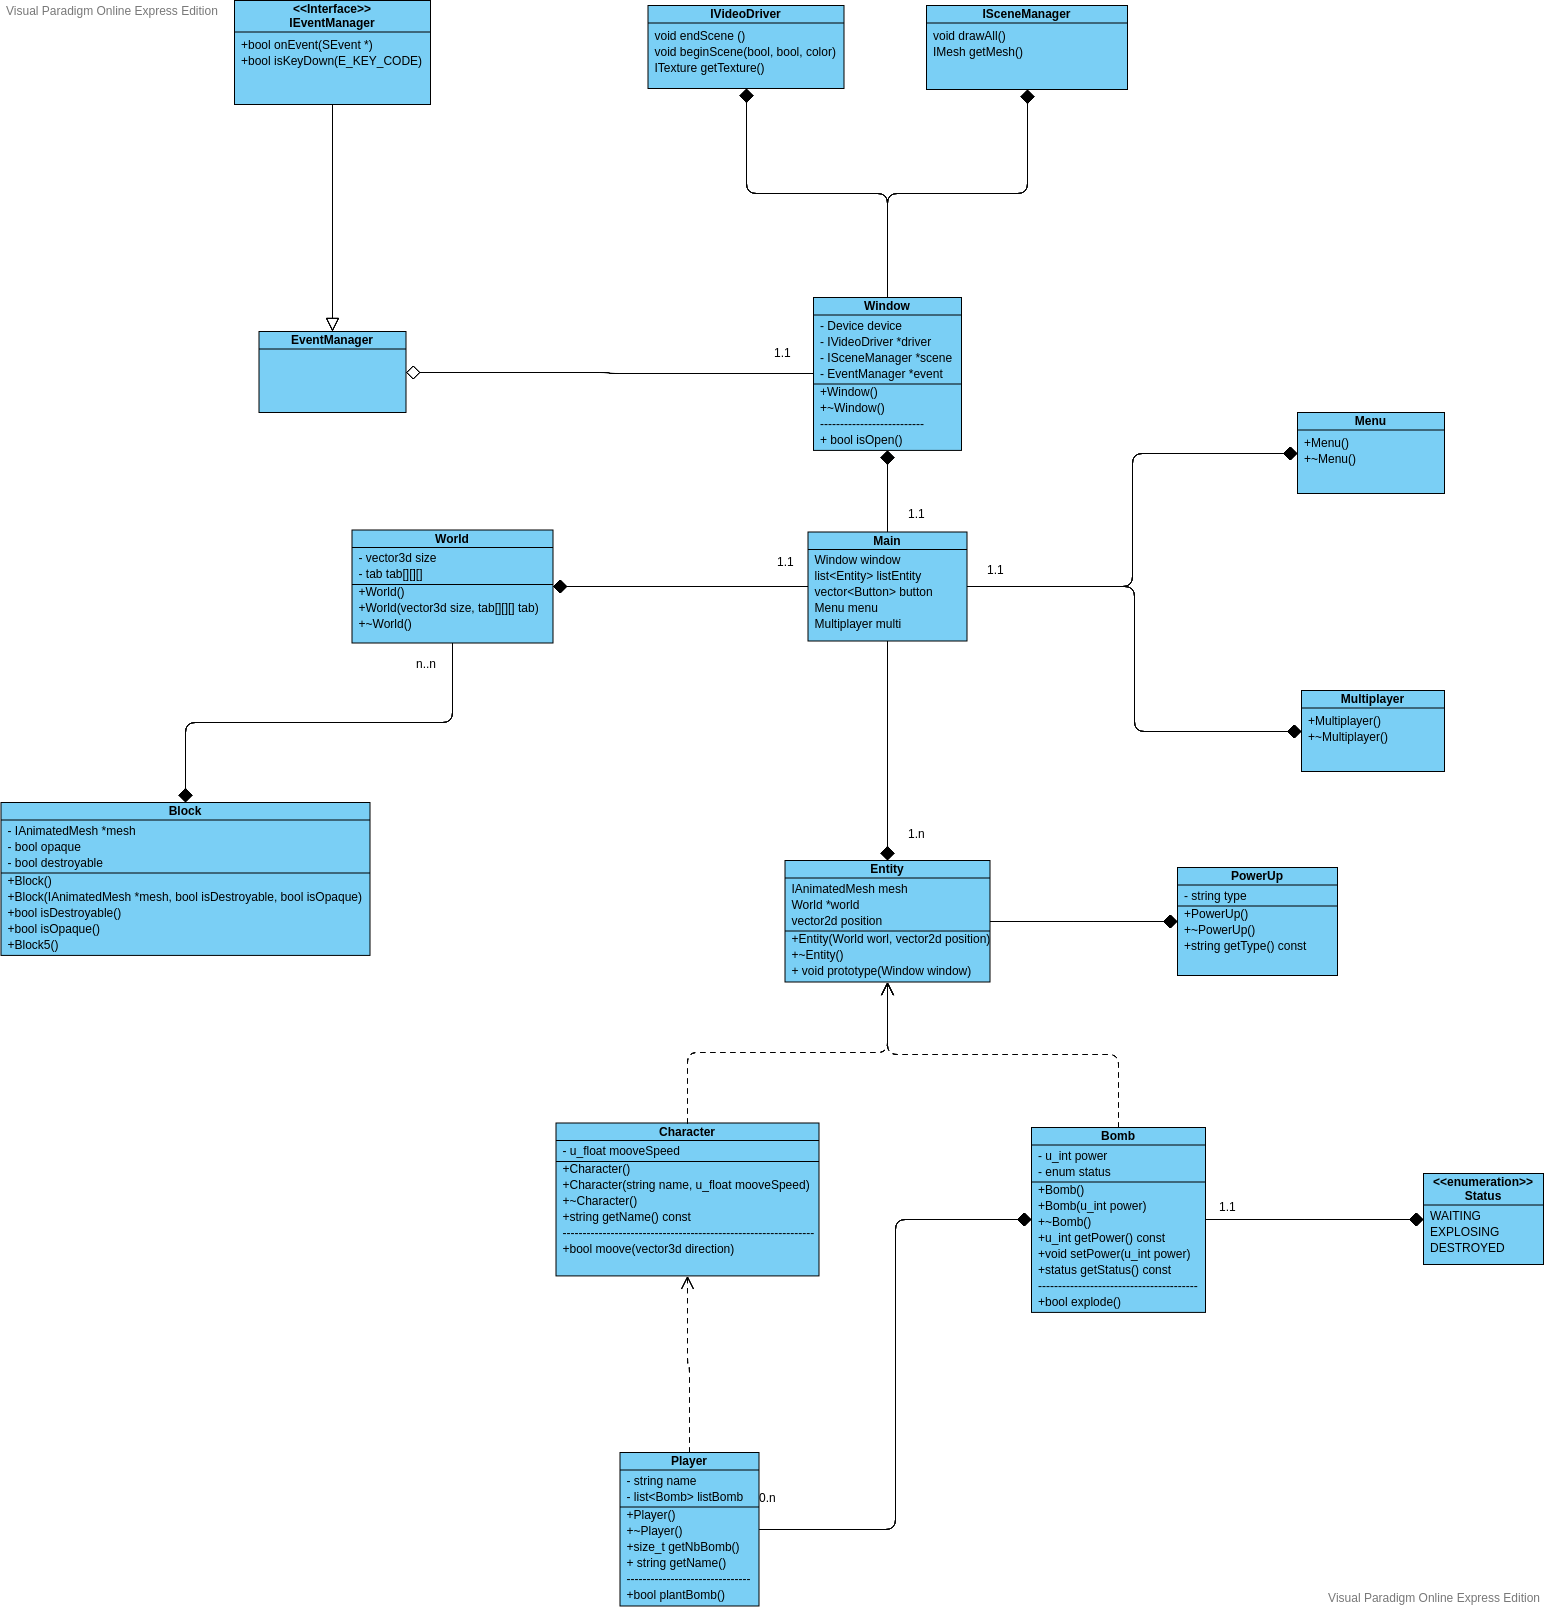 Visual Paradigm Online Express Edition
<<Interface>>
IEventManager
+bool onEvent(SEvent *)
+bool isKeyDown(E_KEY_CODE)
IVideoDriver
void endScene ()
void beginScene(bool, bool, color)
ITexture getTexture()
ISceneManager
void drawAll()
IMesh getMesh()
EventManager
1.1
Window
- Device device
- IVideoDriver *driver
- ISceneManager *scene
- EventManager *event
+Window()
+~Window()
--------------------------
+ bool isOpen()
Menu
+Menu()
+~Menu()
1.1
World
- vector3d size
- tab tab[][][]
+World()
+World(vector3d size, tab[][][] tab)
+~World()
1.1
Main
Window window
list<Entity> listEntity
vector<Button> button
Menu menu
Multiplayer multi
1.1
n..n
Multiplayer
+Multiplayer()
+~Multiplayer()
Block
- IAnimatedMesh *mesh
- bool opaque
- bool destroyable
+Block()
+Block(IAnimatedMesh *mesh, bool isDestroyable, bool isOpaque)
+bool isDestroyable()
+bool isOpaque()
+Block5()
1.n
Entity
IAnimatedMesh mesh
World *world
vector2d position
+Entity(World worl, vector2d position)
+~Entity()
+ void prototype(Window window)
PowerUp
- string type
+PowerUp()
+~PowerUp()
+string getType() const
Character
- u_float mooveSpeed
+Character()
+Character(string name, u_float mooveSpeed)
+~Character()
+string getName() const
---------------------------------------------------------------
+bool moove(vector3d direction)
Bomb
- u_int power
- enum status
+Bomb()
+Bomb(u_int power)
+~Bomb()
+u_int getPower() const
+void setPower(u_int power)
+status getStatus() const
----------------------------------------
+bool explode()
1.1
<<enumeration>>
Status
WAITING
EXPLOSING
DESTROYED
Player
- string name
- list<Bomb> listBomb
+Player()
+~Player()
+size_t getNbBomb()
+ string getName()
-------------------------------
+bool plantBomb()
0.n
Visual Paradigm Online Express Edition